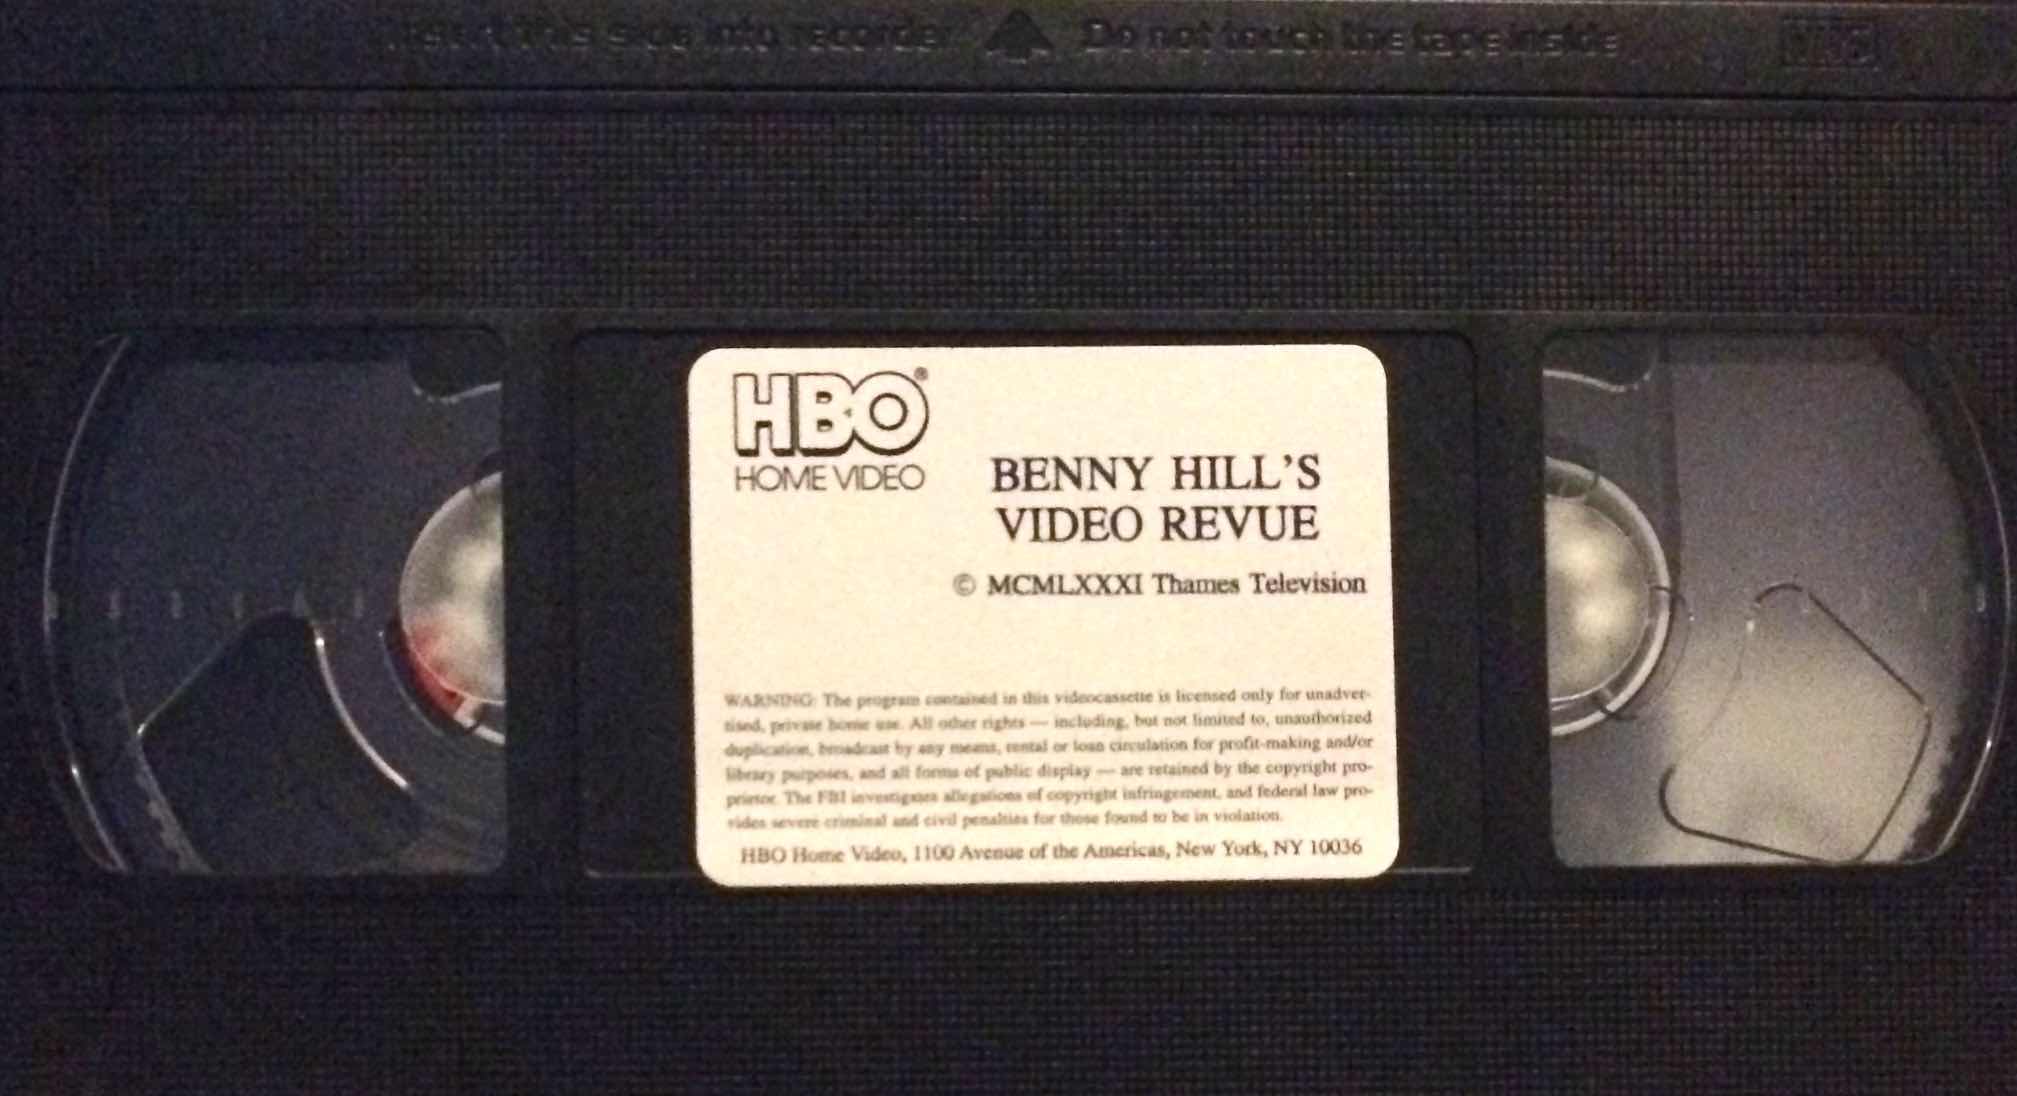 Insert this side into recorder Do not touch the tape inside VHS
HBO®
HOME VIDEO
BENNY HILL'S
VIDEO REVUE
© MCMLXXXI Thames Television
WARNING: The program contained in this videocassette is licensed only for unadver-
tised, private home use. All other rights — including, but not limited to, unauthorized
duplication, broadcast by any means, rental or loan circulation for profit-making and/or
library purposes, and all forms of public display — are retained by the copyright pro-
prietor. The FBI investigates allegations of copyright infringement, and federal law pro-
vides severe criminal and civil penalties for those found to be in violation.
HBO Home Video, 1100 Avenue of the Americas, New York, NY 10036